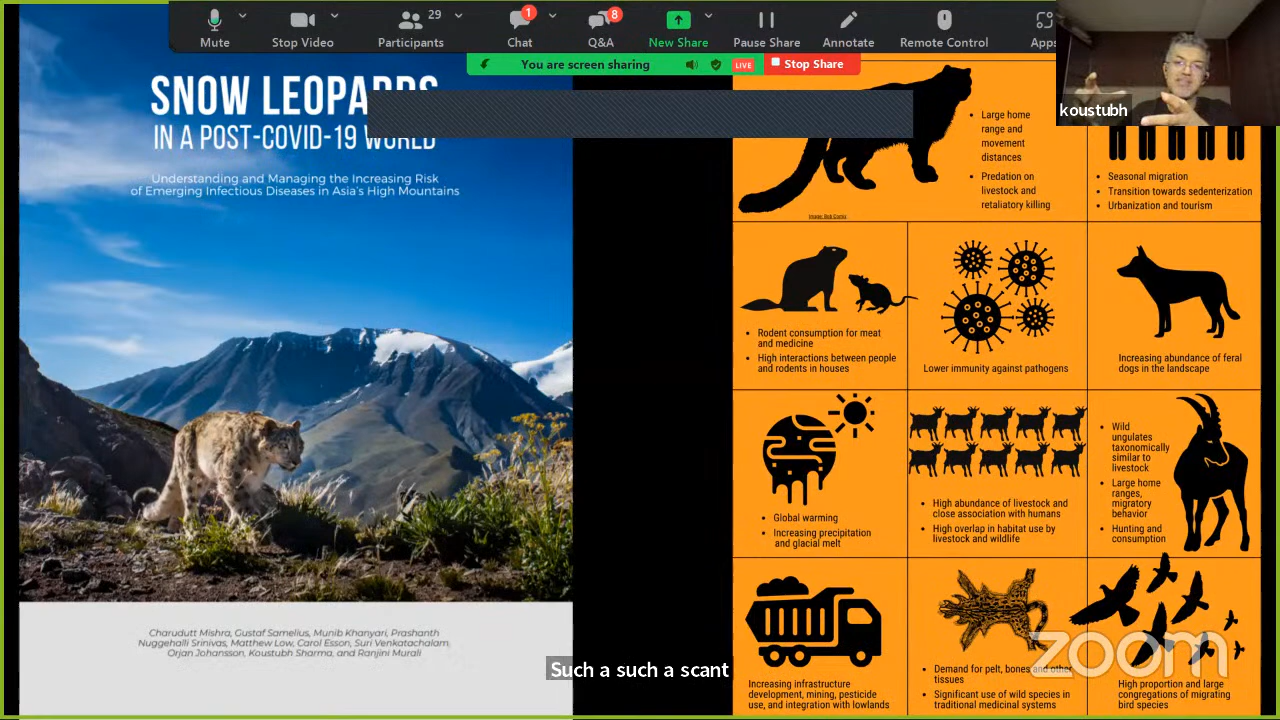 Mute
Stop Video
Participants
29
Chat
1
Q&A
8
New Share
Pause Share
Annotate
Remote Control
Apps
You are screen sharing
LIVE
Stop Share
koustubh
SNOW LEOPARDS
IN A POST-COVID-19 WORLD
Understanding and Managing the Increasing Risk
of Emerging Infectious Diseases in Asia's High Mountains
Charudutt Mishra, Gustaf Samelius, Munib Khanyari, Prashanth
Nuggehalli Srinivas, Matthew Low, Carol Esson, Suri Venkatachalam,
Orjan Johansson, Koustubh Sharma, and Ranjini Murali
• Large home
range and
movement
distances
• Predation on
livestock and
retaliatory killing
• Seasonal migration
• Transition towards sedenterization
• Urbanization and tourism
• Rodent consumption for meat
and medicine
• High interactions between people
and rodents in houses
Lower immunity against pathogens
Increasing abundance of feral
dogs in the landscape
• Global warming
• Increasing precipitation
and glacial melt
• High abundance of livestock and
close association with humans
• High overlap in habitat use by
livestock and wildlife
• Wild
ungulates
taxonomically
similar to
livestock
• Large home
ranges,
migratory
behavior
• Hunting and
consumption
Increasing infrastructure
development, mining, pesticide
use, and integration with lowlands
• Demand for pelt, bones and other
tissues
• Significant use of wild species in
traditional medicinal systems
High proportion and large
congregations of migrating
bird species
zoom
Such a such a scant